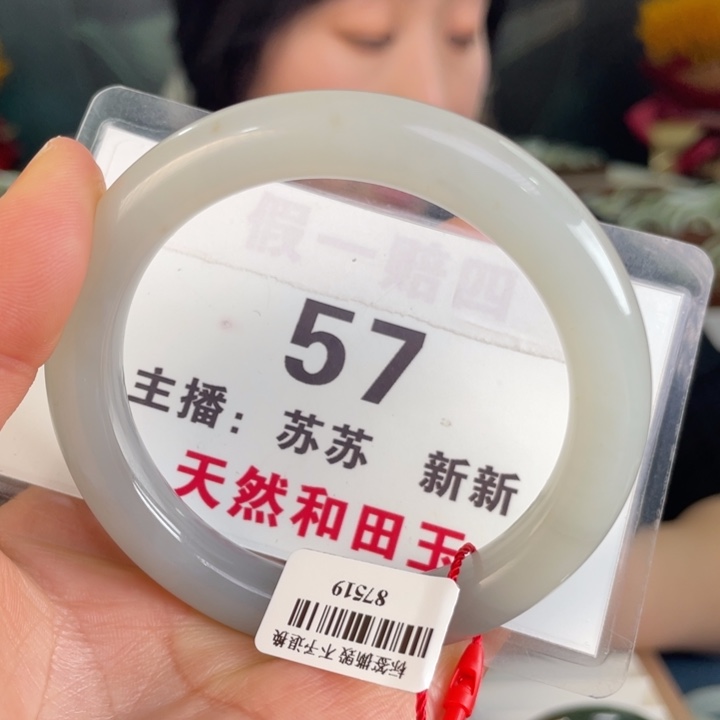 假一赔四
57
主播：苏苏 新新
天然和田玉
87519
标签撕毁 不予退换